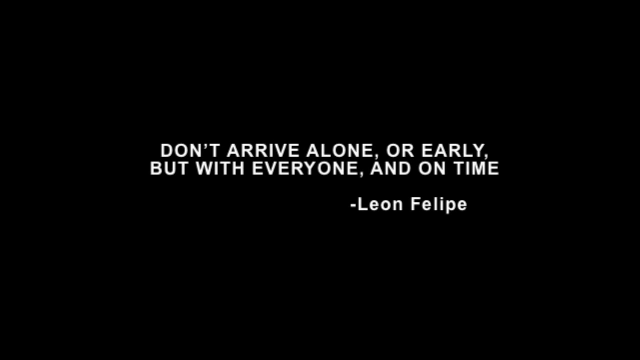 DON’T ARRIVE ALONE, OR EARLY,
BUT WITH EVERYONE, AND ON TIME
-Leon Felipe